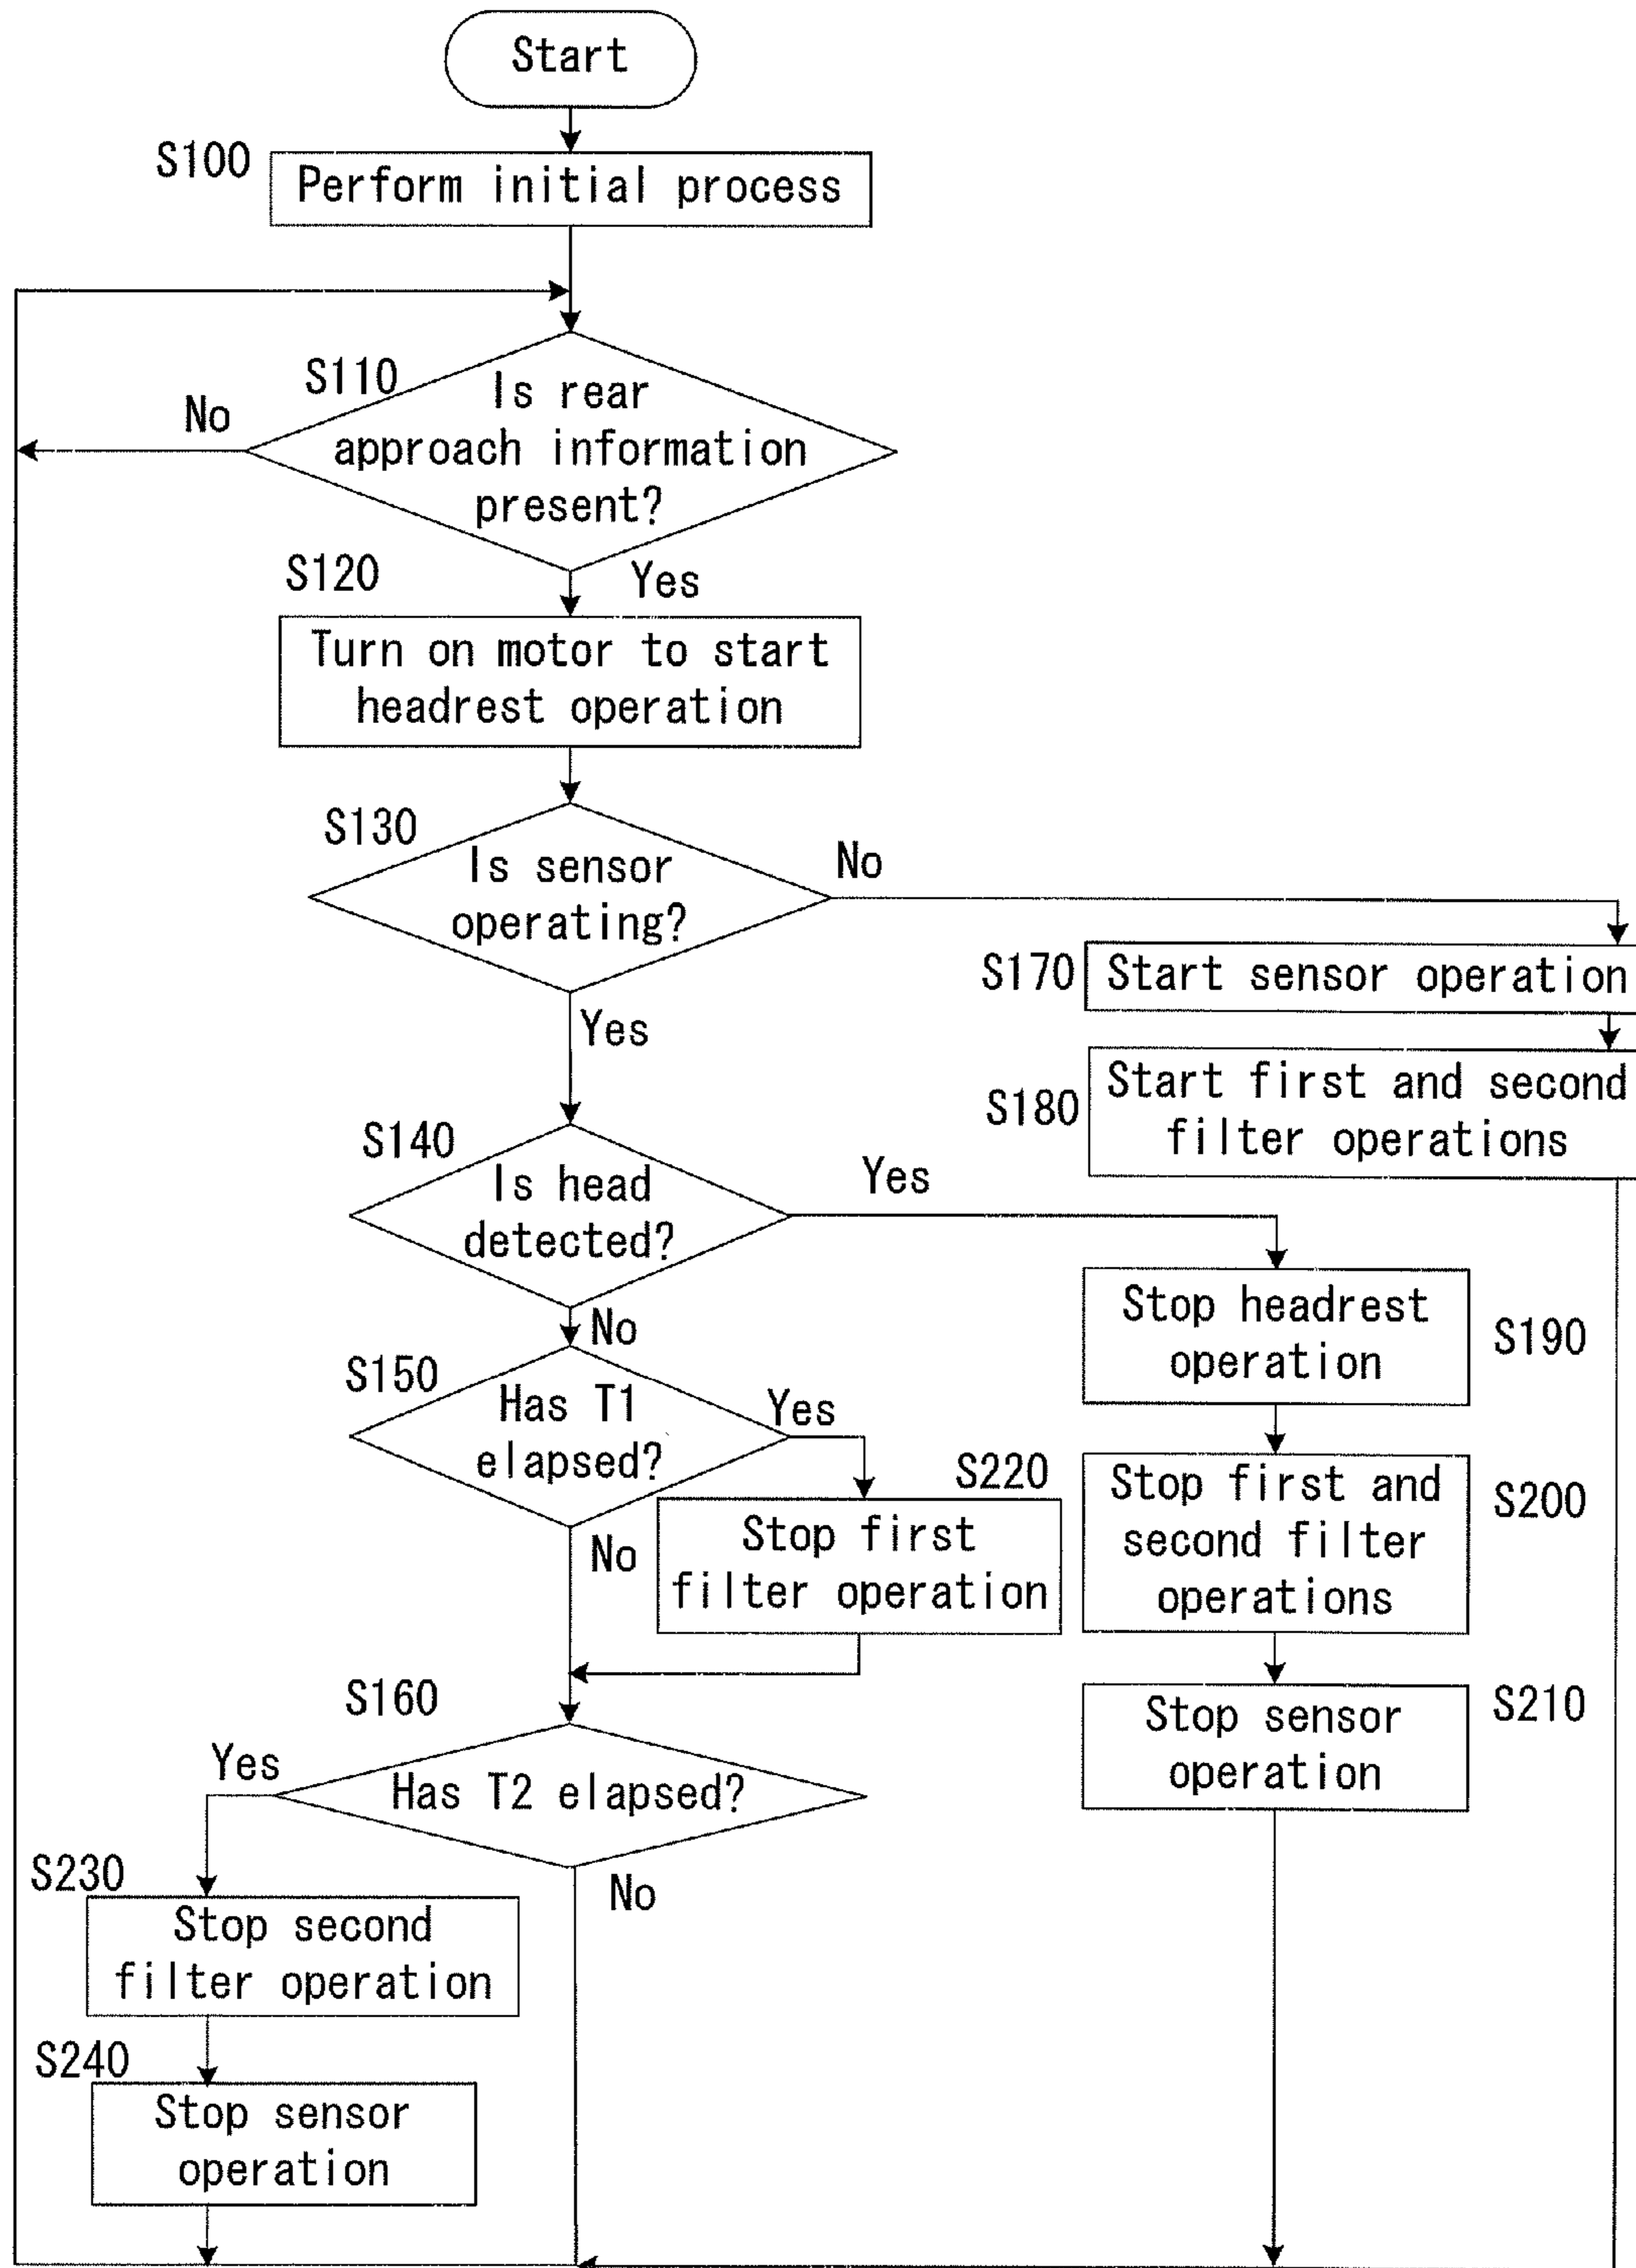 Start
S100
Perform initial process
S110
Is rear
approach information
present?
No
S120
Yes
Turn on motor to start
headrest operation
S130
Is sensor
operating?
No
Yes
S170
Start sensor operation
S180
Start first and second
filter operations
S140
Is head
detected?
Yes
No
S190
Stop headrest
operation
S150
Has T1
elapsed?
Yes
No
S220
Stop first
filter operation
S200
Stop first and
second filter
operations
S160
Has T2 elapsed?
Yes
No
S210
Stop sensor
operation
S230
Stop second
filter operation
S240
Stop sensor
operation